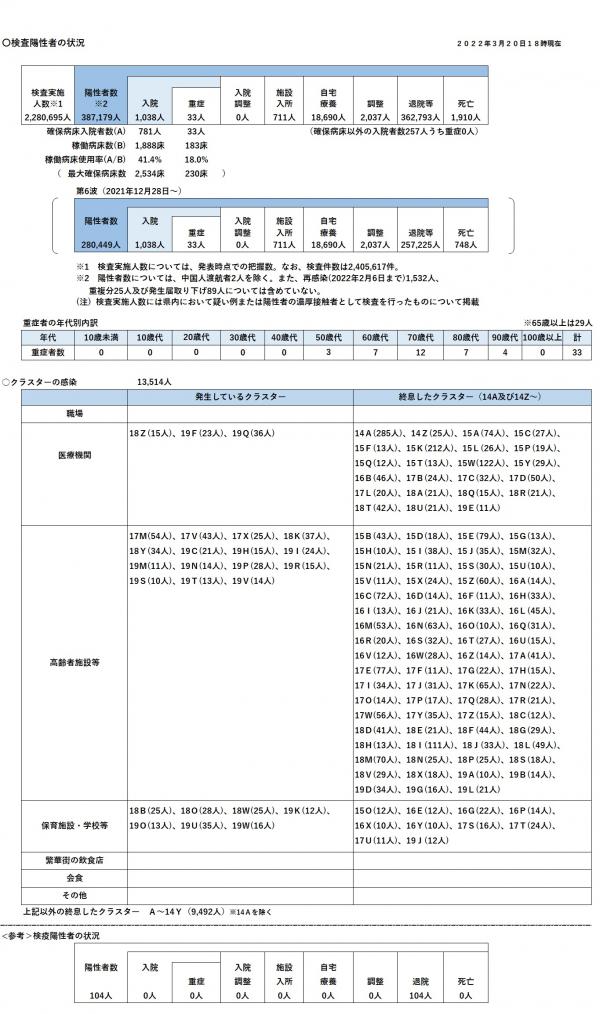 〇検査陽性者の状況
２０２２年３月２０日１８時現在
検査実施人数※1 陽性者数※2 入院 重症 入院調整 施設入所 自宅療養 調整 退院等 死亡
2,280,695人 387,179人 1,038人 33人 0人 711人 18,690人 2,037人 362,793人 1,910人
確保病床入院者数(A) 781人 33人 （確保病床以外の入院者数257人うち重症0人）
稼働病床数(B) 1,888床 183床
稼働病床使用率(A/B) 41.4% 18.0%
（ 最大確保病床数 2,534床 230床 ）
第6波（2021年12月28日～）
陽性者数 入院 重症 入院調整 施設入所 自宅療養 調整 退院等 死亡
280,449人 1,038人 33人 0人 711人 18,690人 2,037人 257,225人 748人
※1 検査実施人数については、発表時点での把握数。なお、検査件数は2,405,617件。
※2 陽性者数については、中国人渡航者2人を除く。また、再感染(2022年2月6日まで)1,532人、
重複分25人及び発生届取り下げ89人については含めていない。
（注）検査実施人数には県内において疑い例または陽性者の濃厚接触者として検査を行ったものについて掲載
重症者の年代別内訳 ※65歳以上は29人
年代 10歳未満 10歳代 20歳代 30歳代 40歳代 50歳代 60歳代 70歳代 80歳代 90歳代 100歳以上 計
重症者数 0 0 0 0 0 3 7 12 7 4 0 33
〇クラスターの感染 13,514人
発生しているクラスター 終息したクラスター（14A及び14Z～）
職場
医療機関
18Z(15人)、19F(23人)、19Q(36人)
14A(285人)、14Z(25人)、15A(74人)、15C(27人)、
15F(13人)、15K(212人)、15L(26人)、15P(19人)、
15Q(12人)、15T(13人)、15W(122人)、15Y(29人)、
16B(46人)、17B(24人)、17C(32人)、17D(50人)、
17L(20人)、18A(21人)、18Q(15人)、18R(21人)、
18T(42人)、18U(21人)、19E(11人)
高齢者施設等
17M(54人)、17V(43人)、17X(25人)、18K(37人)、
18Y(34人)、19C(21人)、19H(15人)、19I(24人)、
19M(11人)、19N(14人)、19P(28人)、19R(15人)、
19S(10人)、19T(13人)、19V(14人)
15B(43人)、15D(18人)、15E(79人)、15G(13人)、
15H(10人)、15I(38人)、15J(35人)、15M(32人)、
15N(21人)、15R(11人)、15S(30人)、15U(10人)、
15V(11人)、15X(24人)、15Z(60人)、16A(14人)、
16C(72人)、16D(14人)、16F(11人)、16H(33人)、
16I(13人)、16J(21人)、16K(33人)、16L(45人)、
16M(53人)、16N(63人)、16O(10人)、16Q(31人)、
16R(20人)、16S(32人)、16T(27人)、16U(15人)、
16V(12人)、16W(28人)、16Z(14人)、17A(41人)、
17E(77人)、17F(11人)、17G(22人)、17H(15人)、
17I(34人)、17J(31人)、17K(65人)、17N(22人)、
17O(14人)、17P(17人)、17Q(28人)、17R(21人)、
17W(56人)、17Y(35人)、17Z(15人)、18C(12人)、
18D(41人)、18E(21人)、18F(44人)、18G(29人)、
18H(13人)、18I(111人)、18J(33人)、18L(49人)、
18M(70人)、18N(25人)、18P(25人)、18S(18人)、
18V(29人)、18X(18人)、19A(10人)、19B(14人)、
19D(34人)、19G(16人)、19L(21人)
保育施設・学校等
18B(25人)、18O(28人)、18W(25人)、19K(12人)、
19O(13人)、19U(35人)、19W(16人)
15O(12人)、16E(12人)、16G(22人)、16P(14人)、
16X(10人)、16Y(10人)、17S(16人)、17T(24人)、
17U(11人)、19J(12人)
繁華街の飲食店
会食
その他
上記以外の終息したクラスター A～14Y（9,492人）※14Aを除く
<参考>検疫陽性者の状況
陽性者数 入院 重症 入院調整 施設入所 自宅療養 調整 退院 死亡
104人 0人 0人 0人 0人 0人 0人 104人 0人